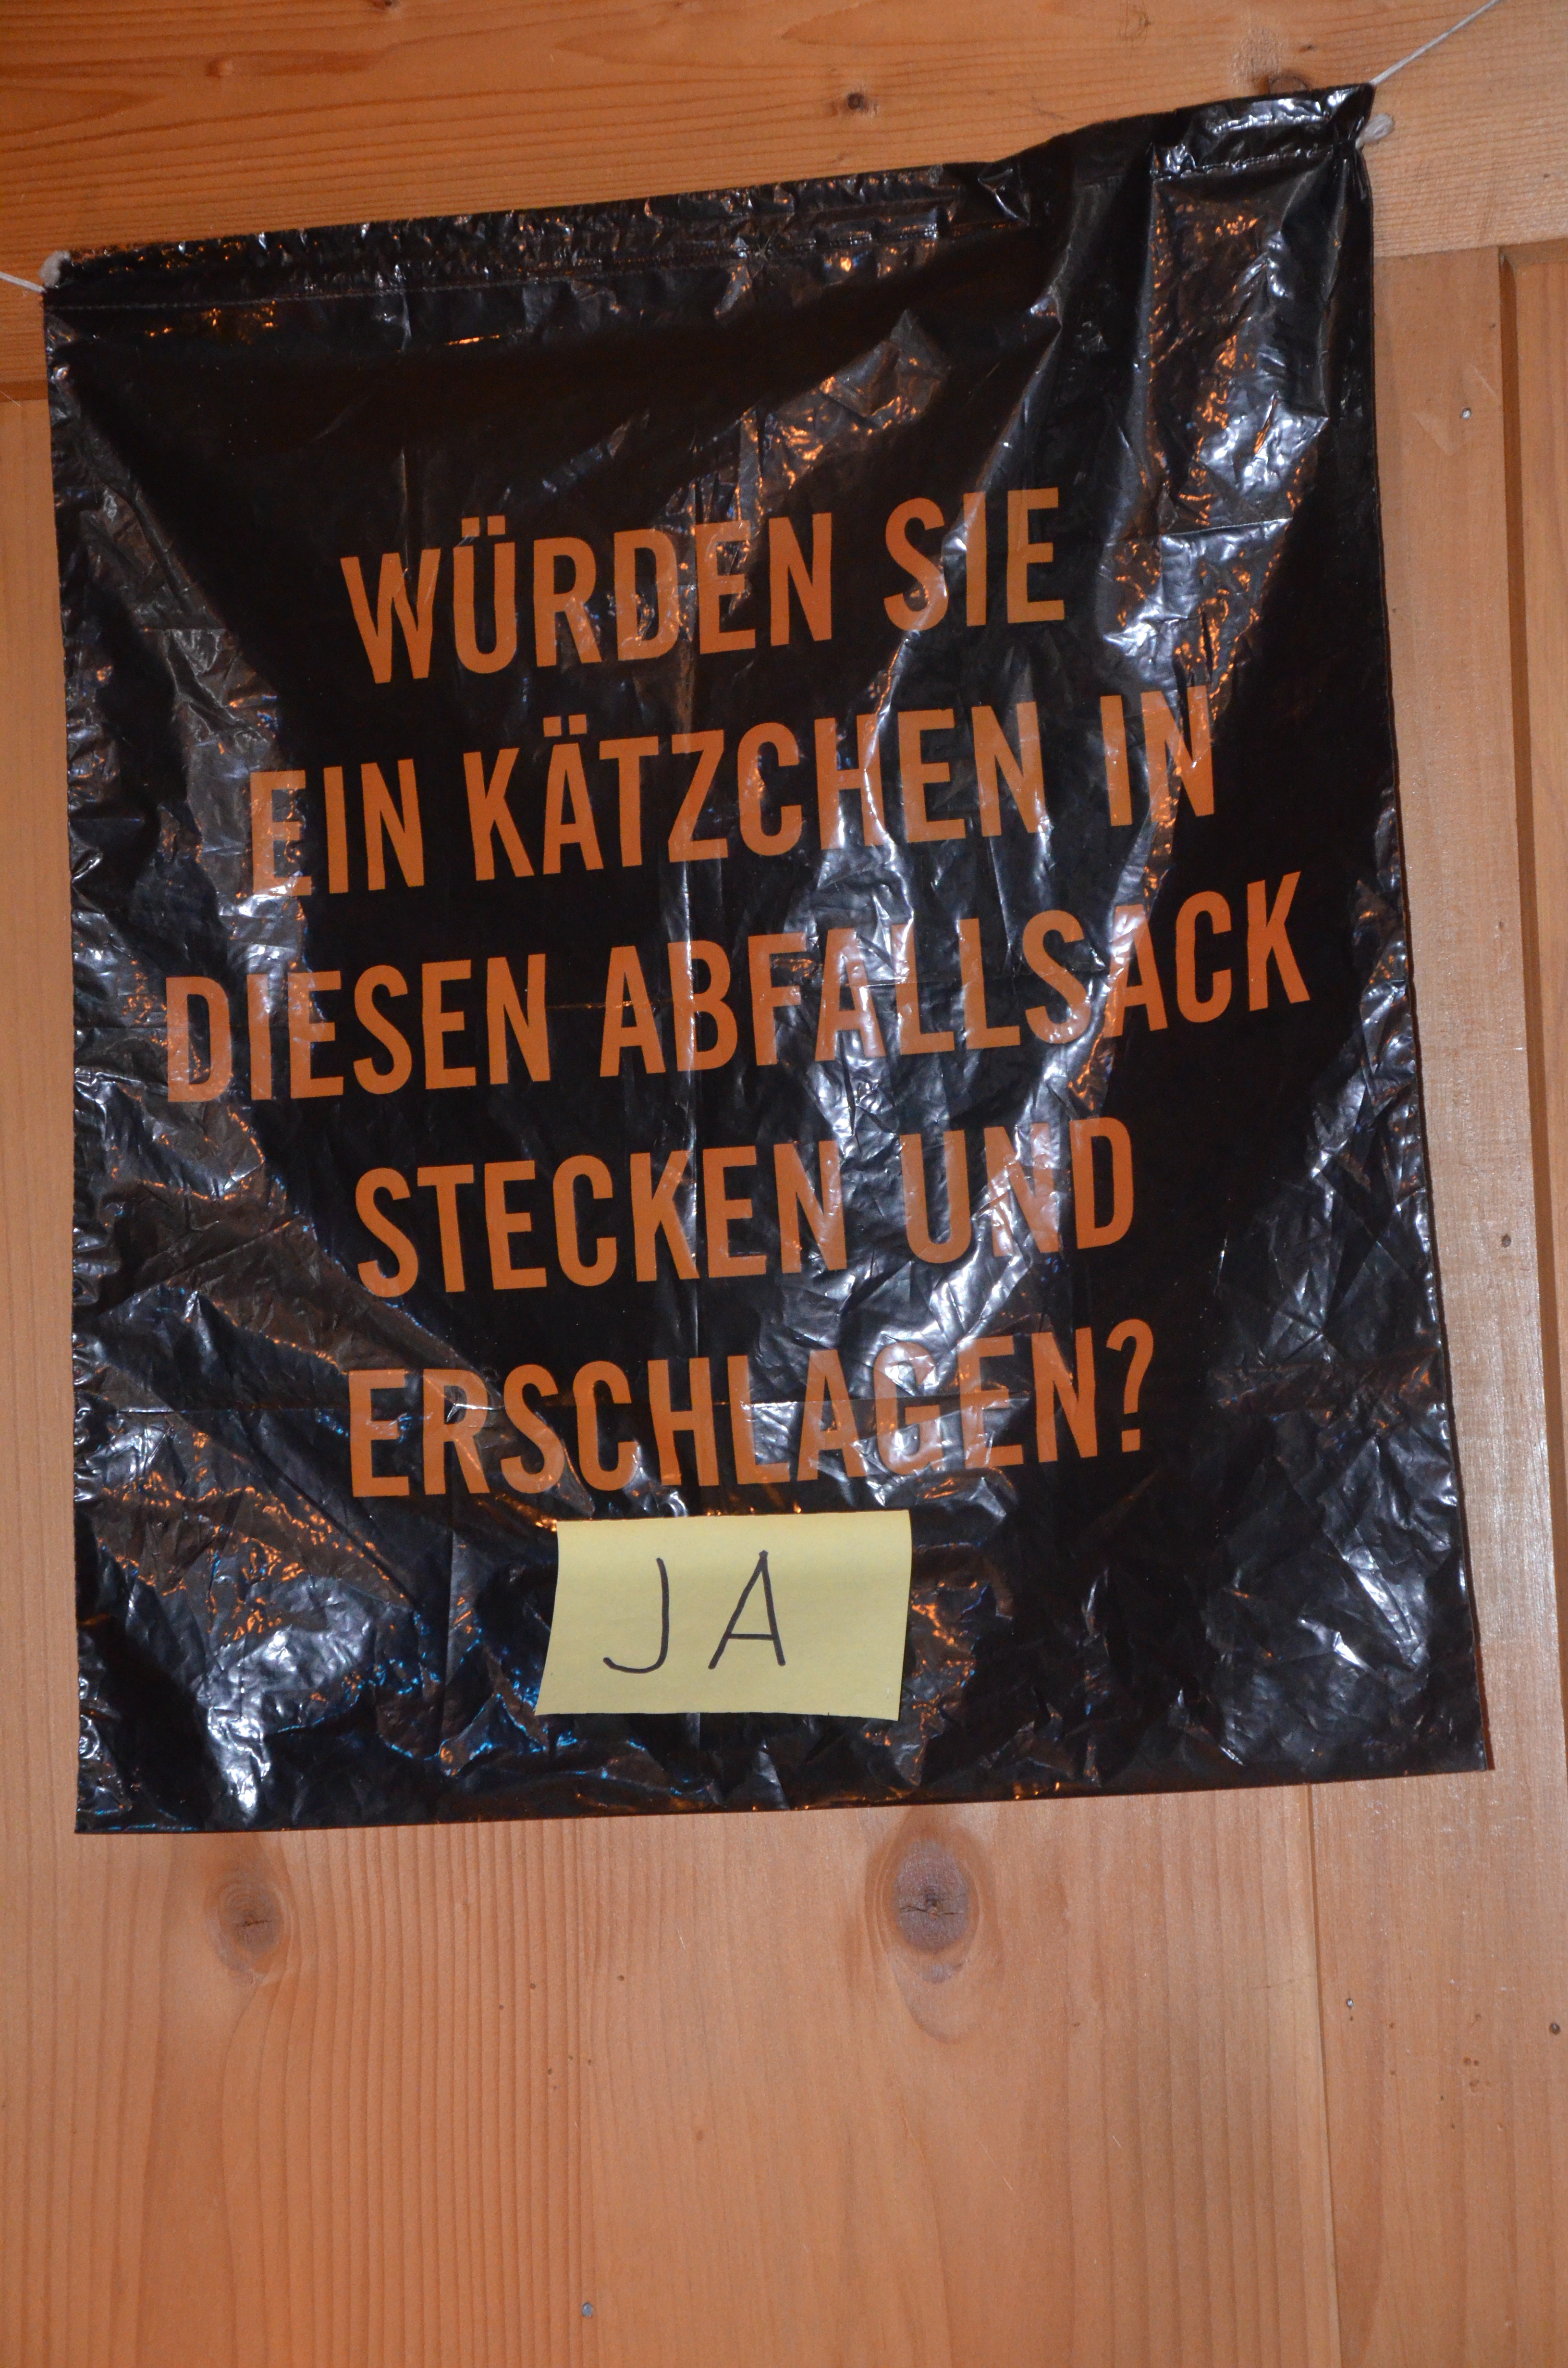 WÜRDEN SIE
EIN KÄTZCHEN IN
DIESEN ABFALLSACK
STECKEN UND
ERSCHLAGEN?
JA